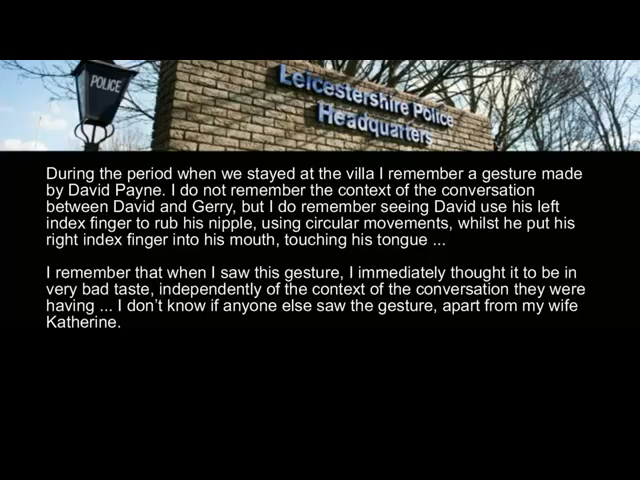 POLICE
Leicestershire Police
Headquarters
During the period when we stayed at the villa I remember a gesture made
by David Payne. I do not remember the context of the conversation
between David and Gerry, but I do remember seeing David use his left
index finger to rub his nipple, using circular movements, whilst he put his
right index finger into his mouth, touching his tongue ...
I remember that when I saw this gesture, I immediately thought it to be in
very bad taste, independently of the context of the conversation they were
having ... I don't know if anyone else saw the gesture, apart from my wife
Katherine.